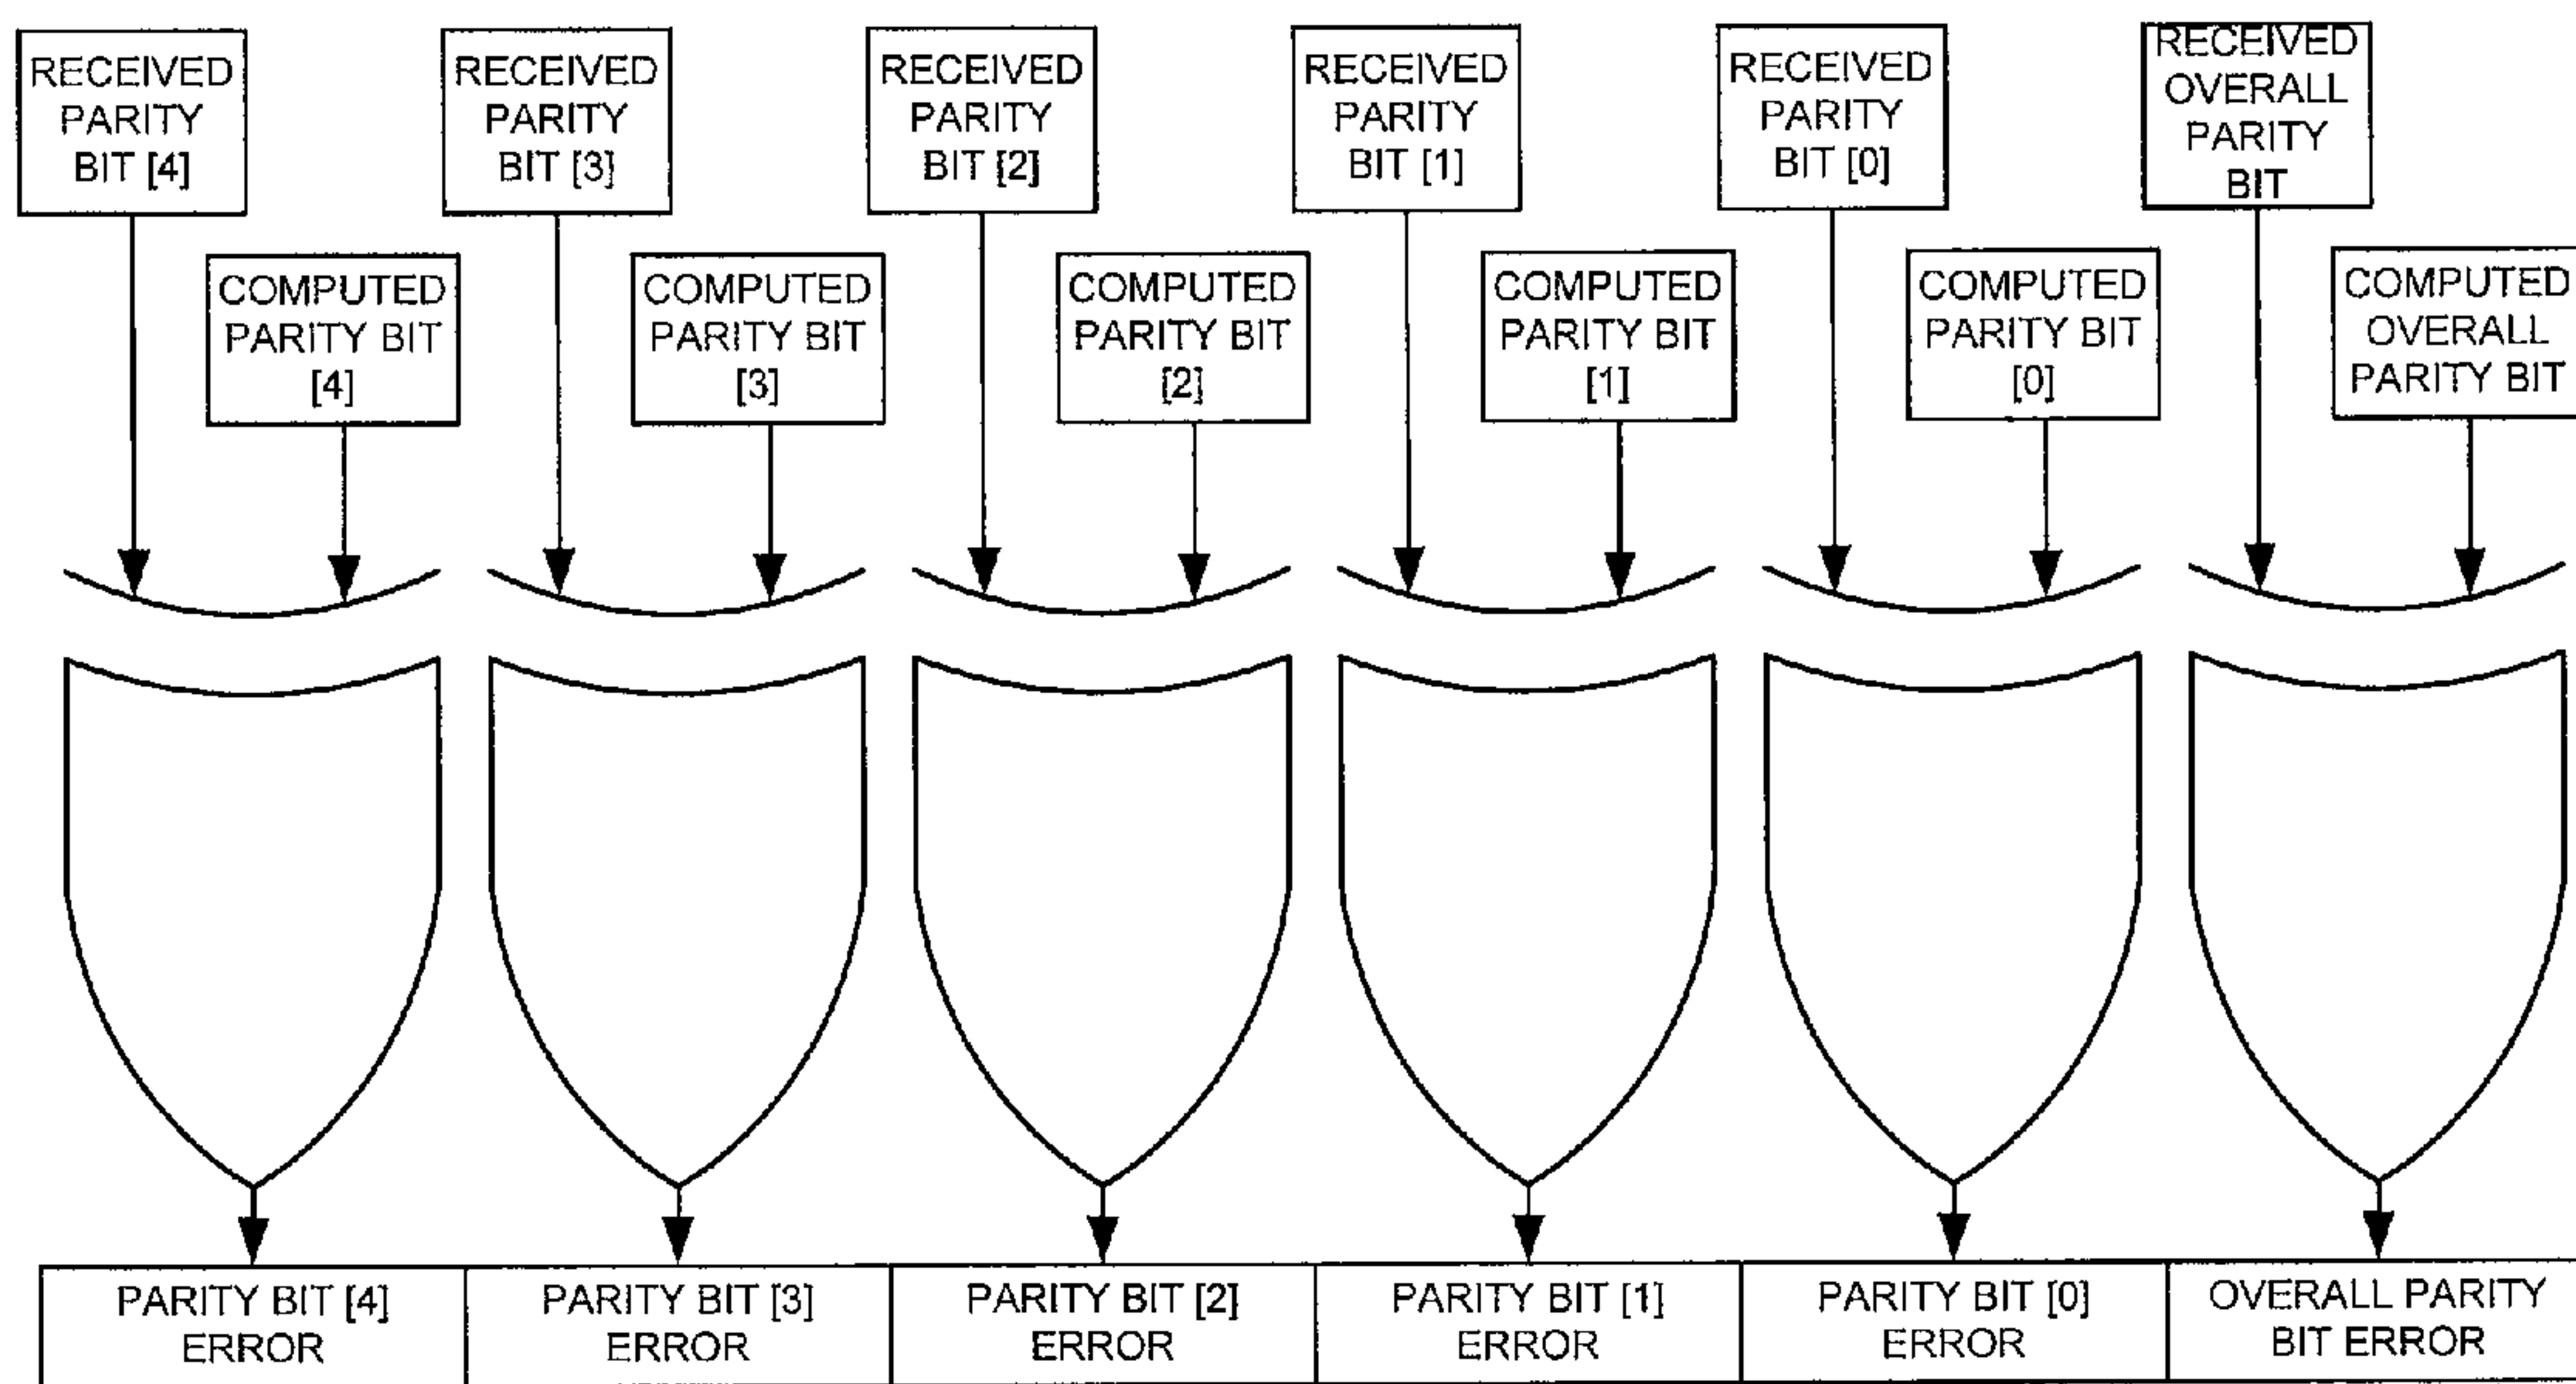 RECEIVED
PARITY
BIT [4]
RECEIVED
PARITY
BIT [3]
RECEIVED
PARITY
BIT [2]
RECEIVED
PARITY
BIT [1]
RECEIVED
PARITY
BIT [0]
RECEIVED
OVERALL
PARITY
BIT
COMPUTED
PARITY BIT
[4]
COMPUTED
PARITY BIT
[3]
COMPUTED
PARITY BIT
[2]
COMPUTED
PARITY BIT
[1]
COMPUTED
PARITY BIT
[0]
COMPUTED
OVERALL
PARITY BIT
PARITY BIT [4]
ERROR
PARITY BIT [3]
ERROR
PARITY BIT [2]
ERROR
PARITY BIT [1]
ERROR
PARITY BIT [0]
ERROR
OVERALL PARITY
BIT ERROR